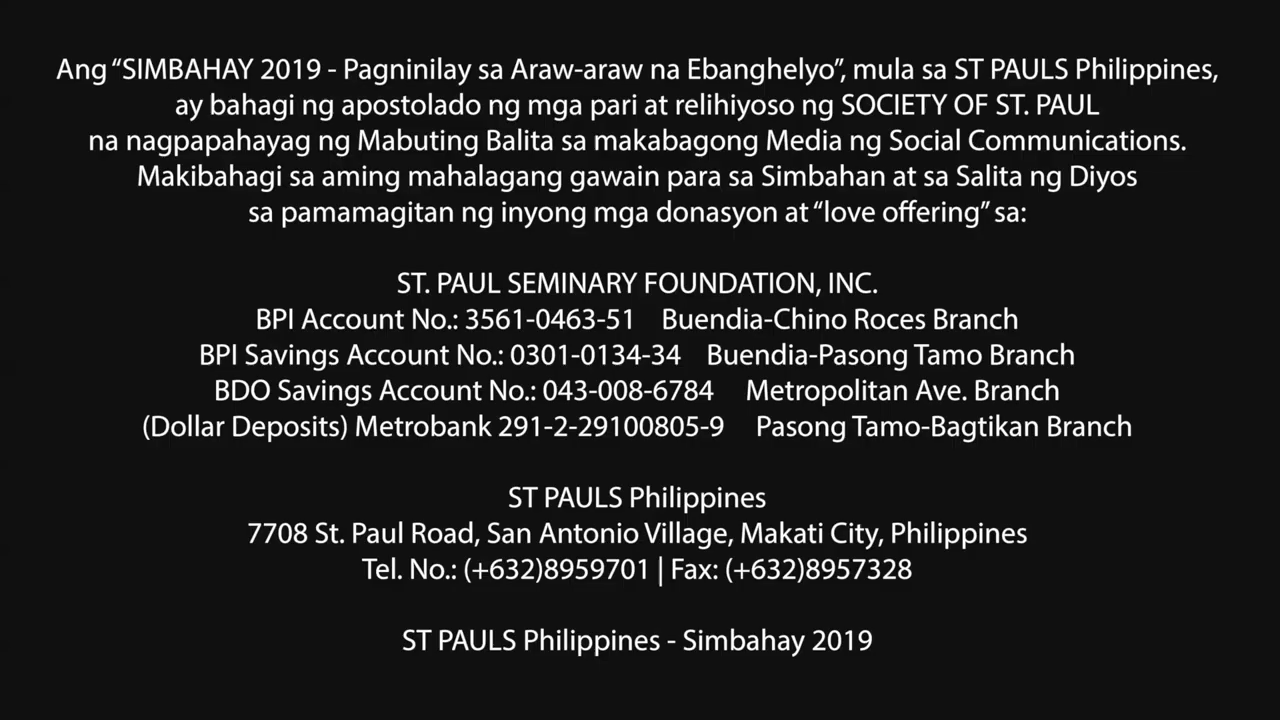 Ang “SIMBAHAY 2019 - Pagninilay sa Araw-araw na Ebanghelyo”, mula sa ST PAULS Philippines,
ay bahagi ng apostolado ng mga pari at relihiyoso ng SOCIETY OF ST. PAUL
na nagpapahayag ng Mabuting Balita sa makabagong Media ng Social Communications.
Makibahagi sa aming mahalagang gawain para sa Simbahan at sa Salita ng Diyos
sa pamamagitan ng inyong mga donasyon at “love offering” sa:
ST. PAUL SEMINARY FOUNDATION, INC.
BPI Account No.: 3561-0463-51 Buendia-Chino Roces Branch
BPI Savings Account No.: 0301-0134-34 Buendia-Pasong Tamo Branch
BDO Savings Account No.: 043-008-6784 Metropolitan Ave. Branch
(Dollar Deposits) Metrobank 291-2-29100805-9 Pasong Tamo-Bagtikan Branch
ST PAULS Philippines
7708 St. Paul Road, San Antonio Village, Makati City, Philippines
Tel. No.: (+632)8959701 | Fax: (+632)8957328
ST PAULS Philippines - Simbahay 2019